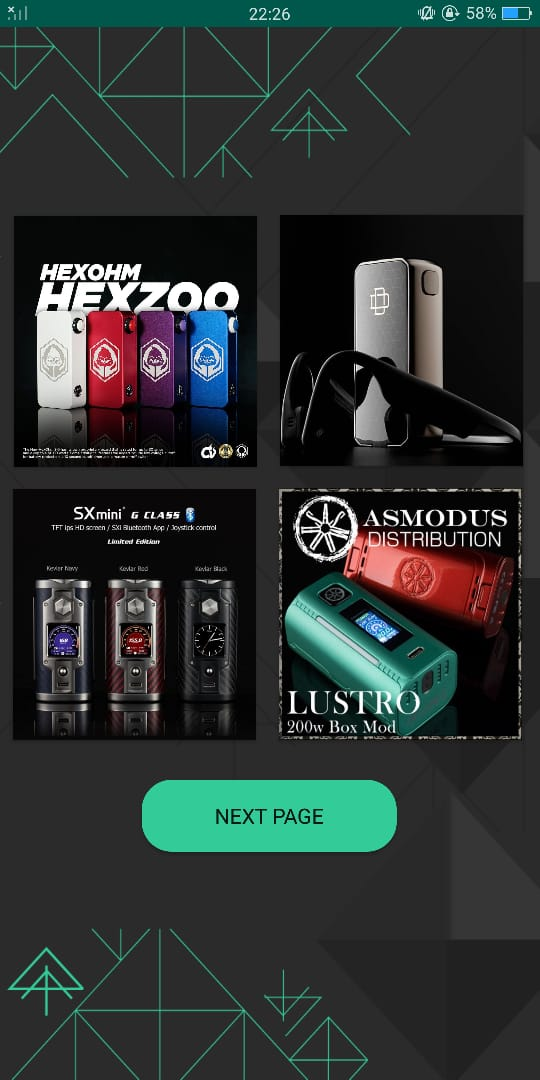 22:26
58%
HEXOHM
HEXZOO
SXmini G CLASS
TFT ips HD screen / SXi Bluetooth App / Joystick control
Limited Edition
Kevlar Navy
Kevlar Red
Kevlar Black
ASMODUS
DISTRIBUTION
LUSTRO
200w Box Mod
NEXT PAGE